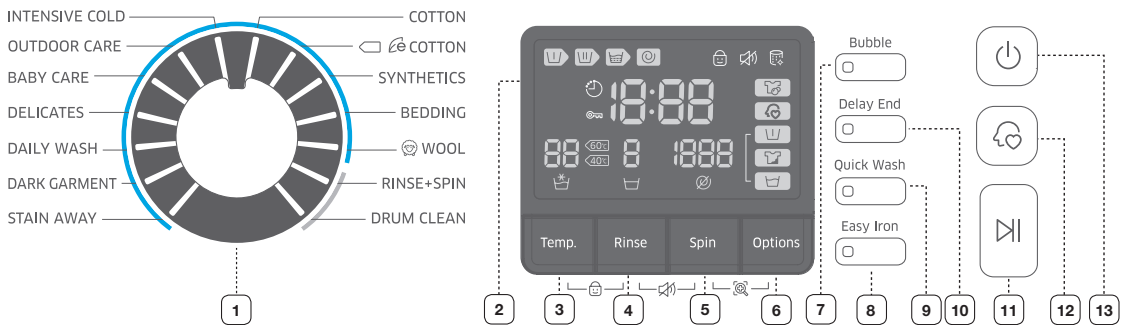 INTENSIVE COLD
OUTDOOR CARE
BABY CARE
DELICATES
DAILY WASH
DARK GARMENT
STAIN AWAY
COTTON
e COTTON
SYNTHETICS
BEDDING
WOOL
RINSE+SPIN
DRUM CLEAN
1
2
18:88
88
60℃
40℃
8
1888
Temp.
Rinse
Spin
Options
3
4
5
6
Bubble
Delay End
Quick Wash
Easy Iron
7
8
9
10
11
12
13